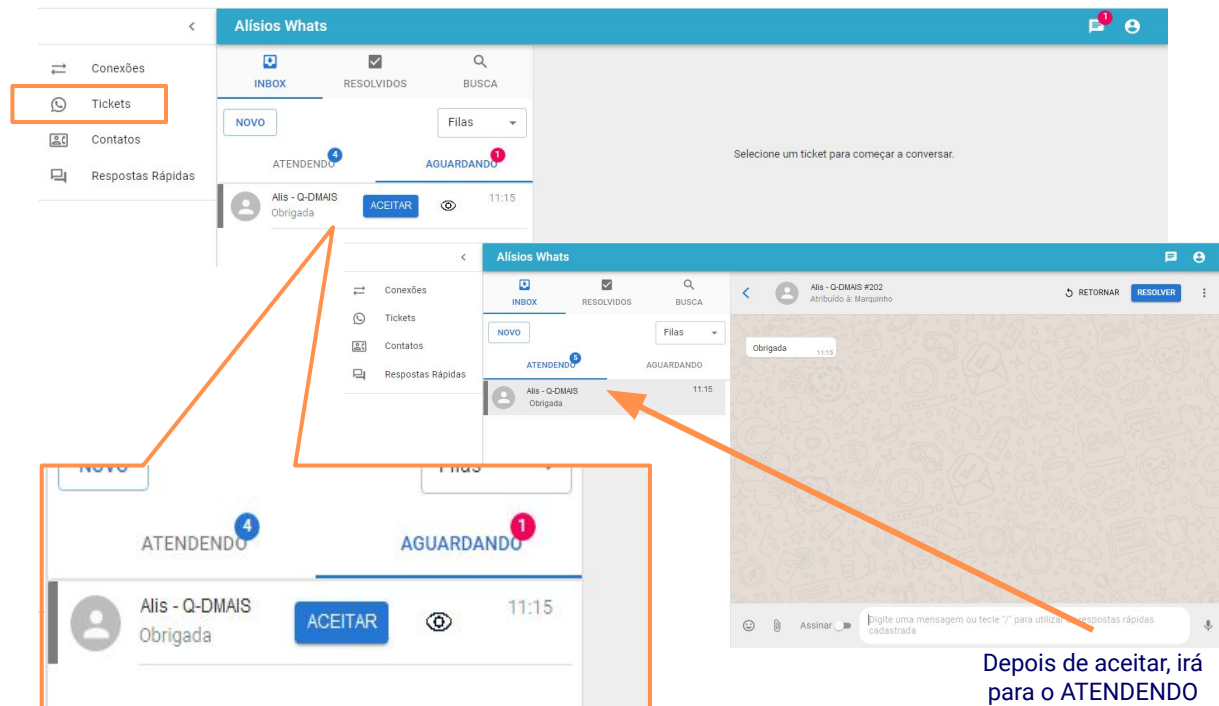 Alísios Whats
1
Conexões
Tickets
Contatos
Respostas Rápidas
INBOX
RESOLVIDOS
BUSCA
NOVO
Filas
ATENDENDO
4
AGUARDANDO
1
Alis - Q-DMAIS
Obrigada
ACEITAR
11:15
Selecione um ticket para começar a conversar.
Alísios Whats
Conexões
Tickets
Contatos
Respostas Rápidas
INBOX
RESOLVIDOS
BUSCA
NOVO
Filas
ATENDENDO
5
AGUARDANDO
Alis - Q-DMAIS
Obrigada
11:15
Alis - Q-DMAIS #202
Atribuído à: Marquinho
RETORNAR
RESOLVER
Obrigada
11:15
Assinar
Digite uma mensagem ou tecle "/" para utilizar respostas rápidas
cadastrada
NOVO
Filas
ATENDENDO
4
AGUARDANDO
1
Alis - Q-DMAIS
Obrigada
ACEITAR
11:15
Depois de aceitar, irá
para o ATENDENDO